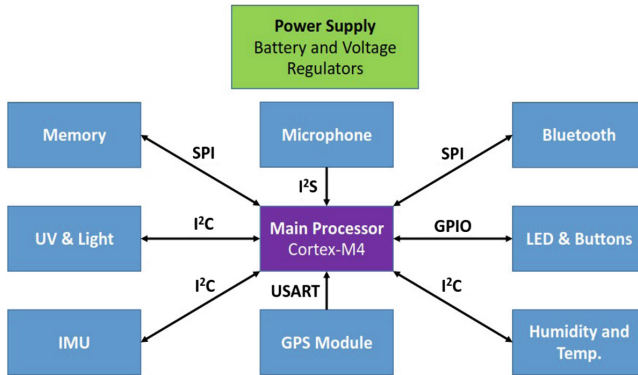 Power Supply
Battery and Voltage
Regulators
Memory
Microphone
Bluetooth
SPI
SPI
I²S
UV & Light
I²C
Main Processor
Cortex-M4
GPIO
LED & Buttons
I²C
USART
I²C
IMU
GPS Module
Humidity and
Temp.